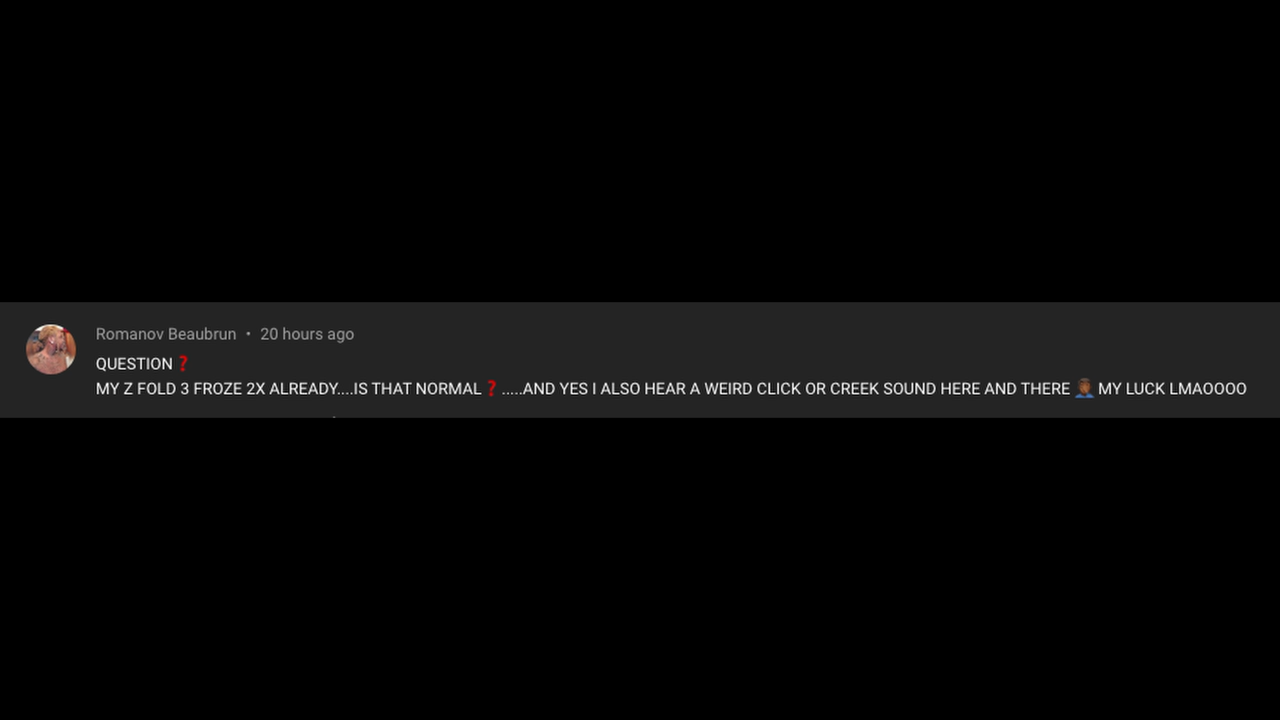 Romanov Beaubrun • 20 hours ago
QUESTION❓
MY Z FOLD 3 FROZE 2X ALREADY....IS THAT NORMAL❓.....AND YES I ALSO HEAR A WEIRD CLICK OR CREEK SOUND HERE AND THERE 🤦🏾‍♂️ MY LUCK LMAOOOO